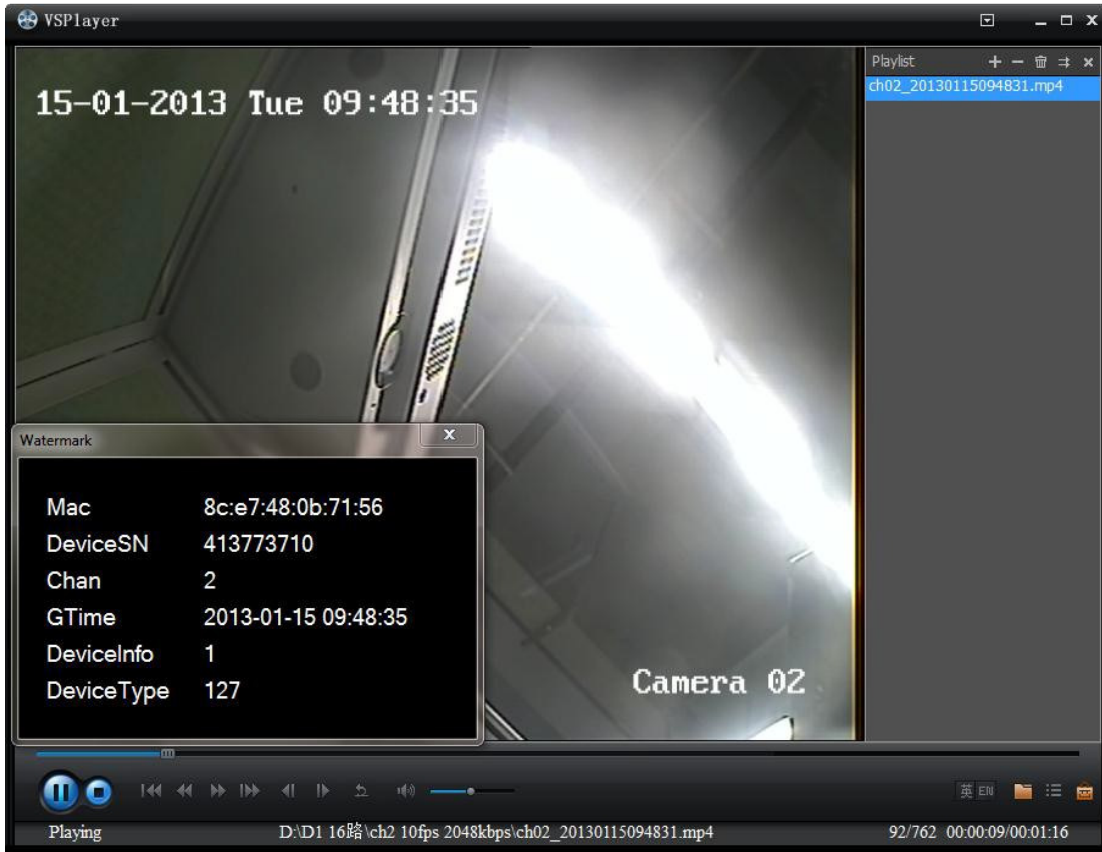 VSPlayer
Playlist
ch02_20130115094831.mp4
15-01-2013 Tue 09:48:35
Watermark
Mac 8c:e7:48:0b:71:56
DeviceSN 413773710
Chan 2
GTime 2013-01-15 09:48:35
DeviceInfo 1
DeviceType 127
Camera 02
英 EN
Playing D:\D1 16路\ch2 10fps 2048kbps\ch02_20130115094831.mp4 92/762 00:00:09/00:01:16